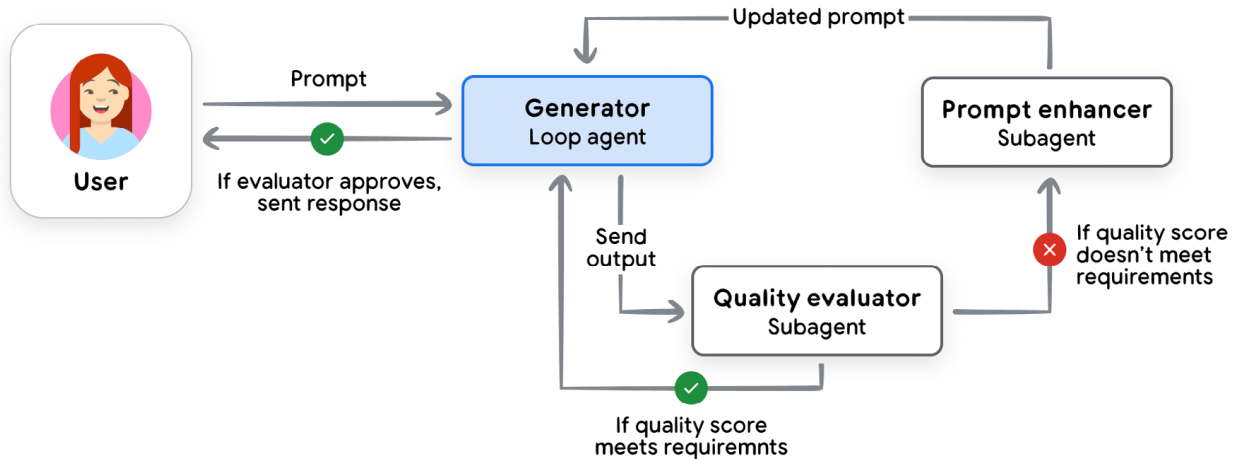 Updated prompt
Prompt
Generator
Loop agent
Prompt enhancer
Subagent
User
If evaluator approves,
sent response
Send
output
If quality score
doesn't meet
requirements
Quality evaluator
Subagent
If quality score
meets requiremnts